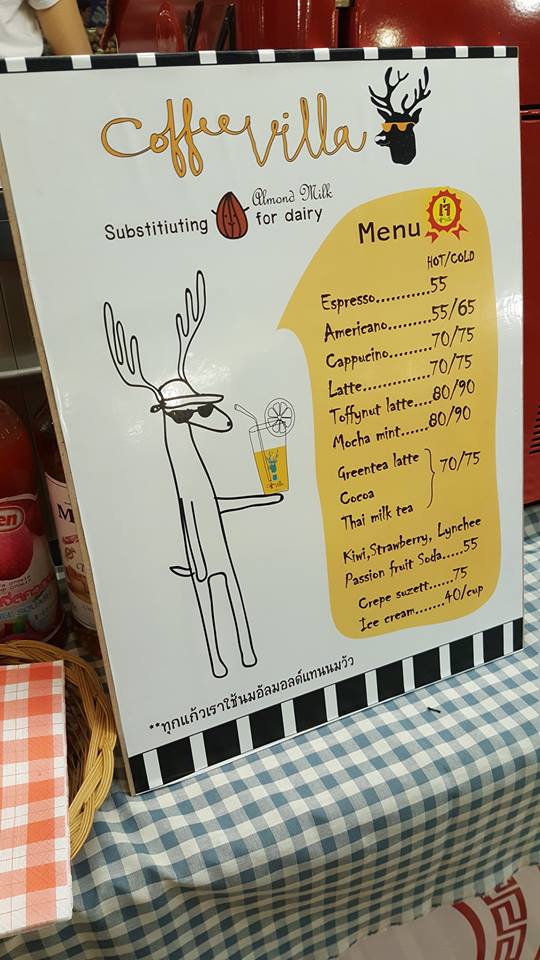 Coffee Villa
Almond Milk
Substitiuting for dairy
Menu
เจ
HOT/COLD
Espresso...........55
Americano.........55/65
Cappucino.........70/75
Latte..............70/75
Toffynut latte....80/90
Mocha mint......80/90
Greentea latte
Cocoa
Thai milk tea
70/75
Kiwi,Strawberry, Lynchee
Passion fruit Soda.....55
Crepe suzett......75
Ice cream.......40/cup
**ทุกแก้วเราใช้นมอัลมอลด์แทนนมวัว